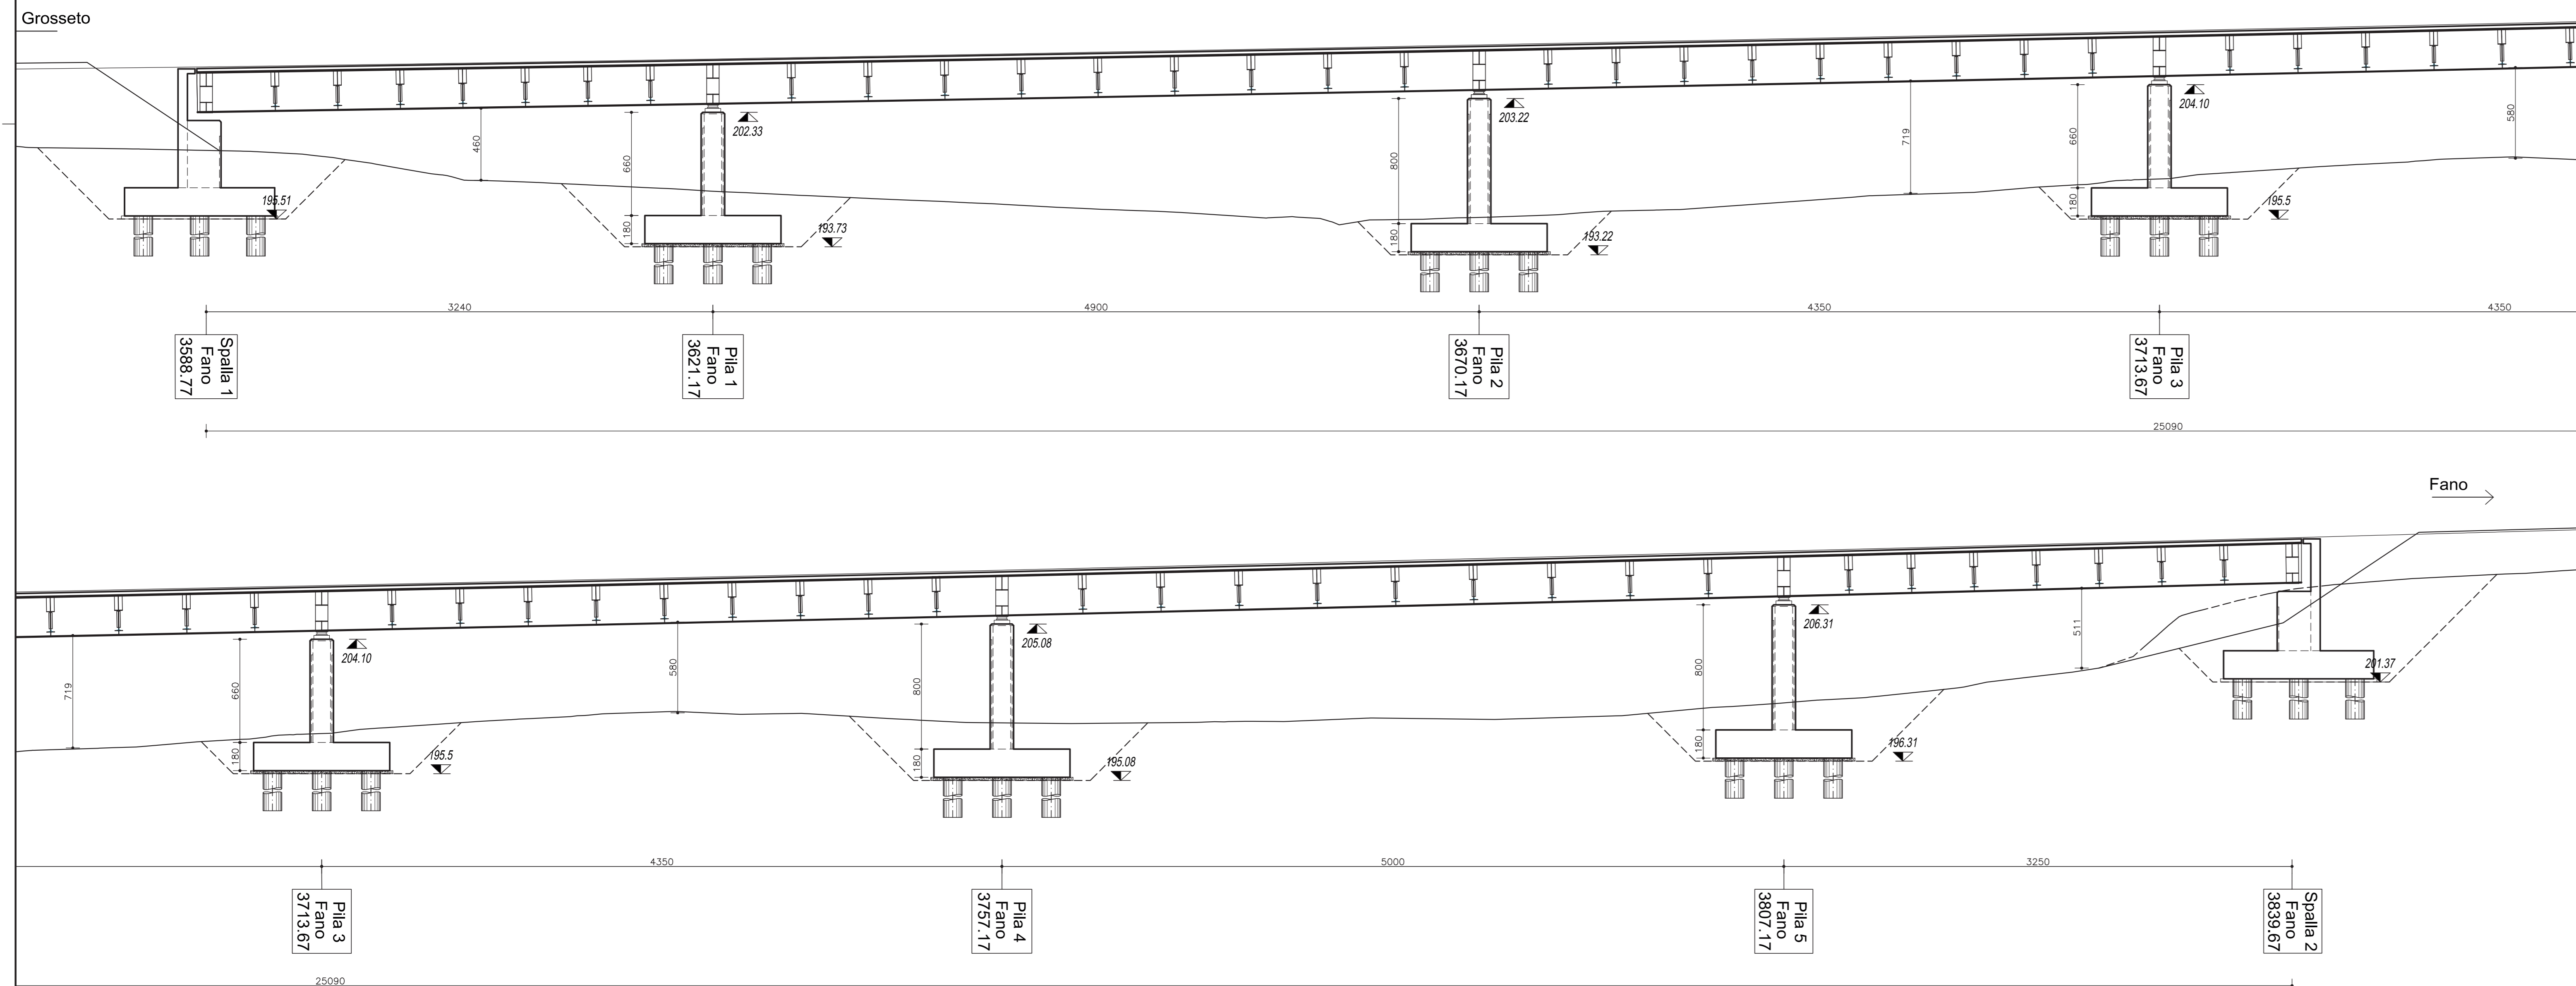 Grosseto
202.33
203.22
204.10
460
660
800
719
660
580
195.51
193.73
193.22
195.5
180
180
180
3240
4900
4350
4350
Spalla 1
Fano
3588.77
Pila 1
Fano
3621.17
Pila 2
Fano
3670.17
Pila 3
Fano
3713.67
25090
Fano
204.10
205.08
206.31
719
660
580
800
800
511
195.5
195.08
196.31
201.37
180
180
180
4350
5000
3250
Pila 3
Fano
3713.67
Pila 4
Fano
3757.17
Pila 5
Fano
3807.17
Spalla 2
Fano
3839.67
25090